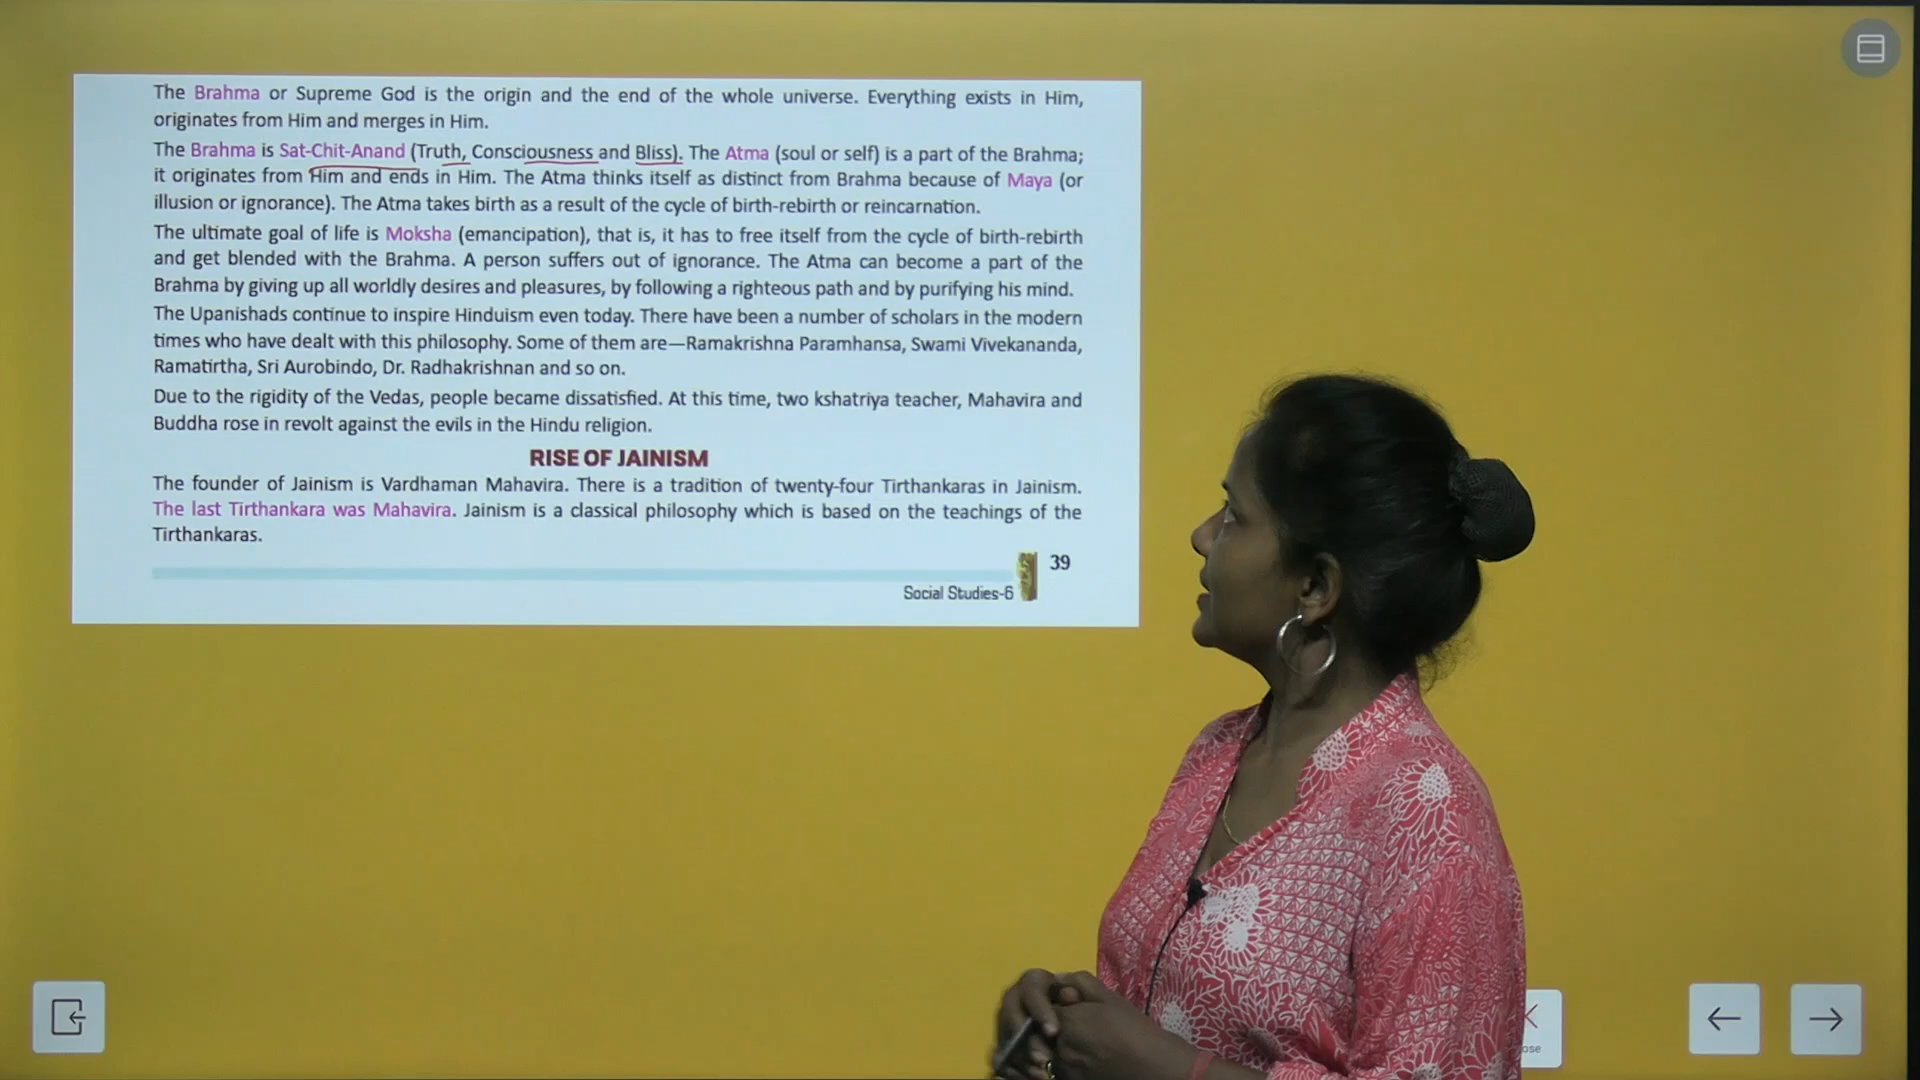 The Brahma or Supreme God is the origin and the end of the whole universe. Everything exists in Him,
originates from Him and merges in Him.
The Brahma is Sat-Chit-Anand (Truth, Consciousness and Bliss). The Atma (soul or self) is a part of the Brahma;
it originates from Him and ends in Him. The Atma thinks itself as distinct from Brahma because of Maya (or
illusion or ignorance). The Atma takes birth as a result of the cycle of birth-rebirth or reincarnation.
The ultimate goal of life is Moksha (emancipation), that is, it has to free itself from the cycle of birth-rebirth
and get blended with the Brahma. A person suffers out of ignorance. The Atma can become a part of the
Brahma by giving up all worldly desires and pleasures, by following a righteous path and by purifying his mind.
The Upanishads continue to inspire Hinduism even today. There have been a number of scholars in the modern
times who have dealt with this philosophy. Some of them are—Ramakrishna Paramhansa, Swami Vivekananda,
Ramatirtha, Sri Aurobindo, Dr. Radhakrishnan and so on.
Due to the rigidity of the Vedas, people became dissatisfied. At this time, two kshatriya teacher, Mahavira and
Buddha rose in revolt against the evils in the Hindu religion.
RISE OF JAINISM
The founder of Jainism is Vardhaman Mahavira. There is a tradition of twenty-four Tirthankaras in Jainism.
The last Tirthankara was Mahavira. Jainism is a classical philosophy which is based on the teachings of the
Tirthankaras.
39
Social Studies-6